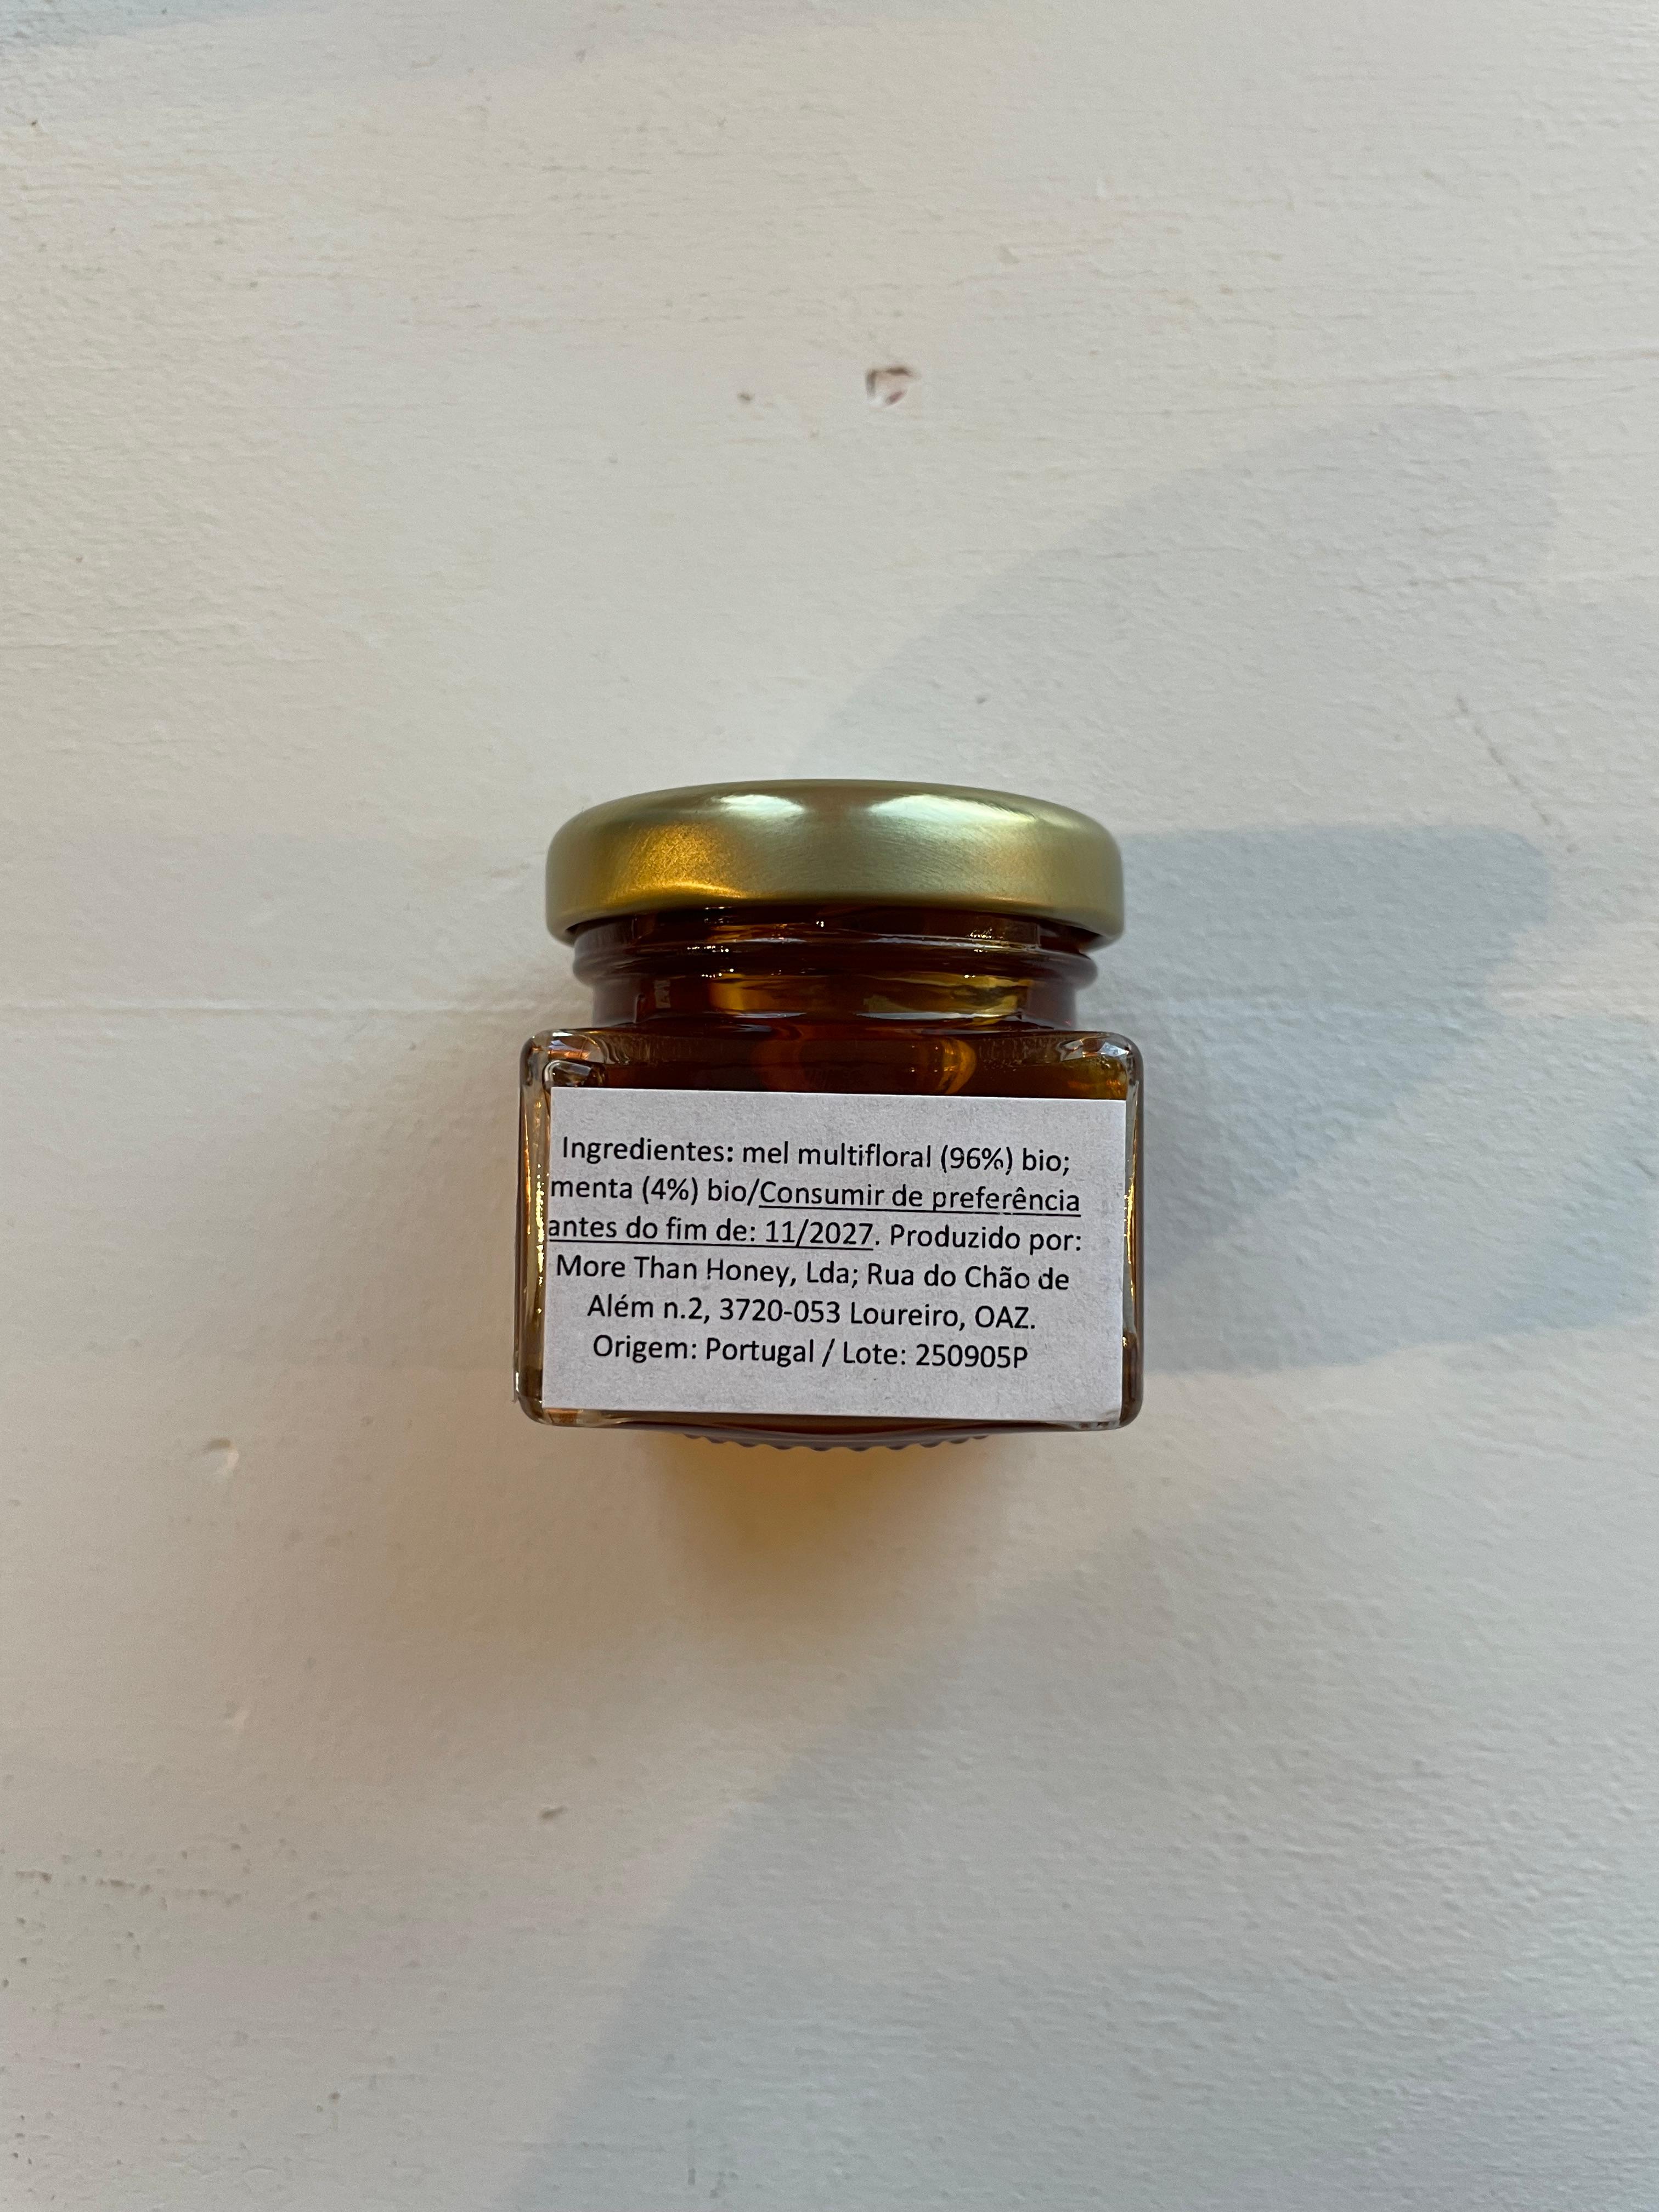 Ingredientes: mel multifloral (96%) bio;
menta (4%) bio/Consumir de preferência
antes do fim de: 11/2027. Produzido por:
More Than Honey, Lda; Rua do Chão de
Além n.2, 3720-053 Loureiro, OAZ.
Origem: Portugal / Lote: 250905P